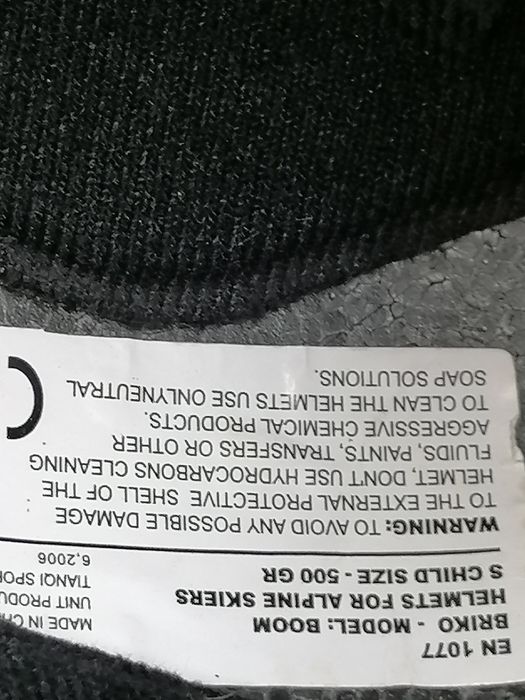 EN 1077
BRIKO - MODEL: BOOM
HELMETS FOR ALPINE SKIERS
S CHILD SIZE - 500 GR
MADE IN
UNIT
TIANQI
6,2006
WARNING: TO AVOID ANY POSSIBLE DAMAGE
TO THE EXTERNAL PROTECTIVE SHELL OF THE
HELMET, DON'T USE HYDROCARBONS CLEANING
FLUIDS, PAINTS, TRANSFERS OR OTHER
AGGRESSIVE CHEMICAL PRODUCTS.
TO CLEAN THE HELMETS USE ONLYNEUTRAL
SOAP SOLUTIONS.